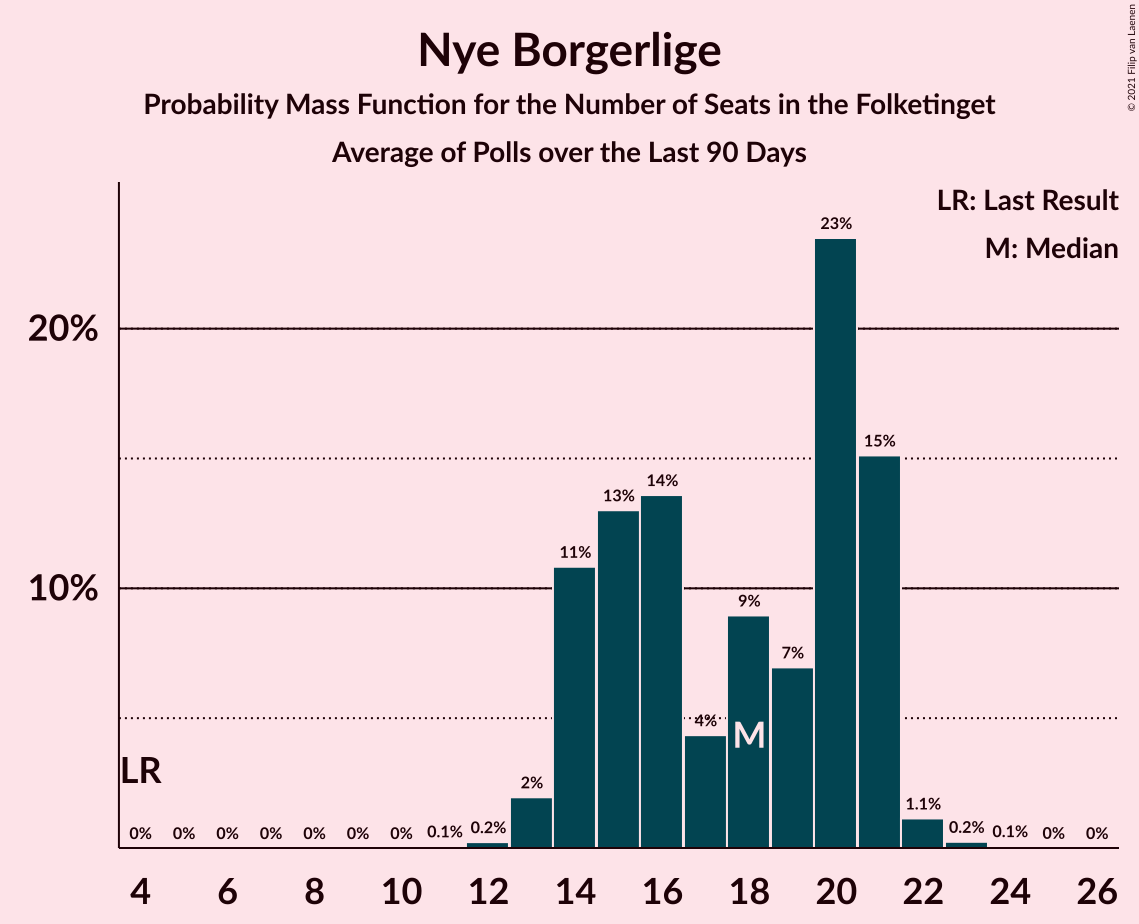 Nye Borgerlige
Probability Mass Function for the Number of Seats in the Folketinget
Average of Polls over the Last 90 Days
© 2021 Filip van Laenen
LR: Last Result
M: Median
20%
10%
LR
M
0%
0%
0%
0%
0%
0%
0%
0.1%
0.2%
2%
11%
13%
14%
4%
9%
7%
23%
15%
1.1%
0.2%
0.1%
0%
0%
4 6 8 10 12 14 16 18 20 22 24 26